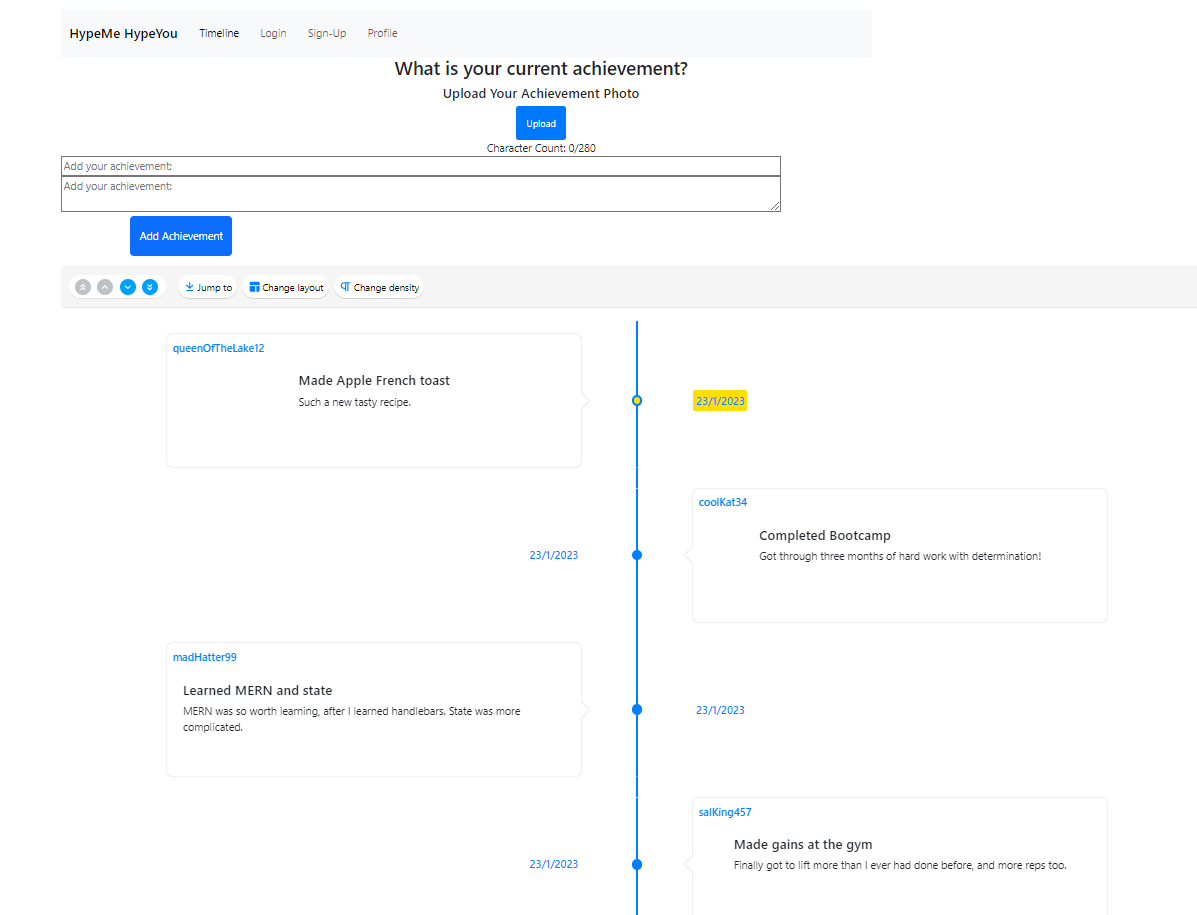 HypeMe HypeYou Timeline Login Sign-Up Profile
What is your current achievement?
Upload Your Achievement Photo
Upload
Character Count: 0/280
Add your achievement:
Add your achievement:
Add Achievement
Jump to Change layout Change density
queenOfTheLake12
Made Apple French toast
Such a new tasty recipe.
23/1/2023
coolKat34
Completed Bootcamp
Got through three months of hard work with determination!
23/1/2023
madHatter99
Learned MERN and state
MERN was so worth learning, after I learned handlebars. State was more
complicated.
23/1/2023
salKing457
Made gains at the gym
Finally got to lift more than I ever had done before, and more reps too.
23/1/2023